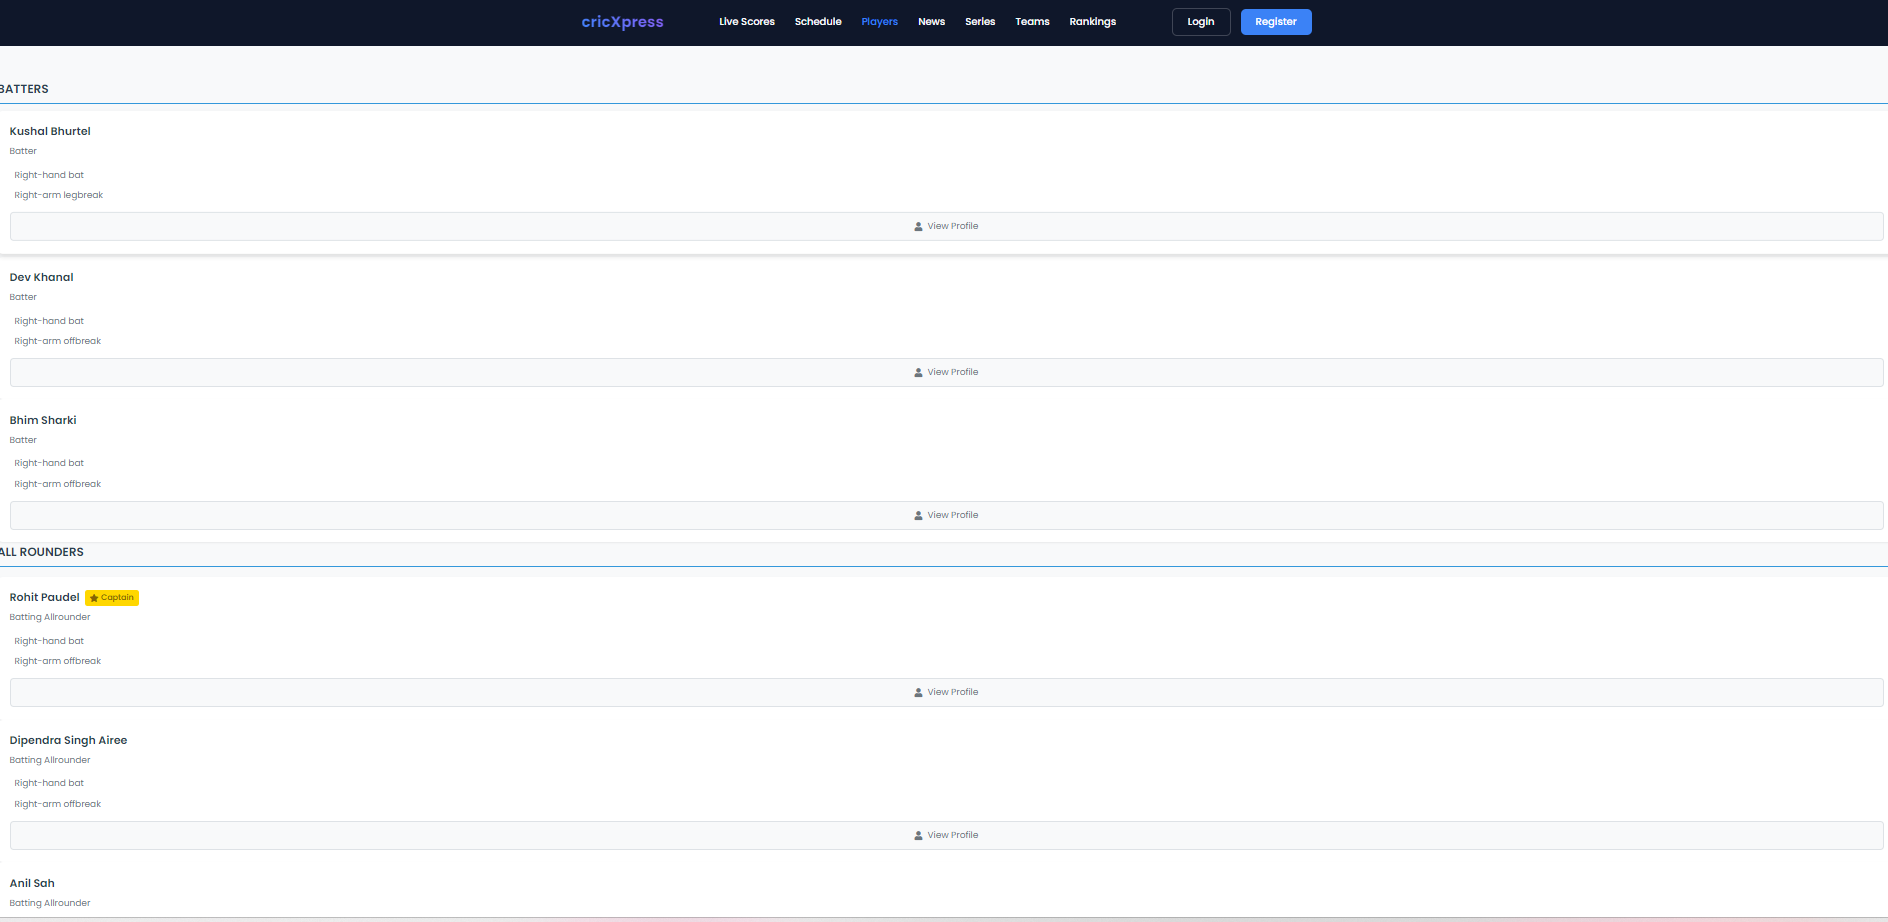 cricXpress Live Scores Schedule Players News Series Teams Rankings Login Register
BATTERS
Kushal Bhurtel
Batter
Right-hand bat
Right-arm legbreak
View Profile
Dev Khanal
Batter
Right-hand bat
Right-arm offbreak
View Profile
Bhim Sharki
Batter
Right-hand bat
Right-arm offbreak
View Profile
ALL ROUNDERS
Rohit Paudel Captain
Batting Allrounder
Right-hand bat
Right-arm offbreak
View Profile
Dipendra Singh Airee
Batting Allrounder
Right-hand bat
Right-arm offbreak
View Profile
Anil Sah
Batting Allrounder